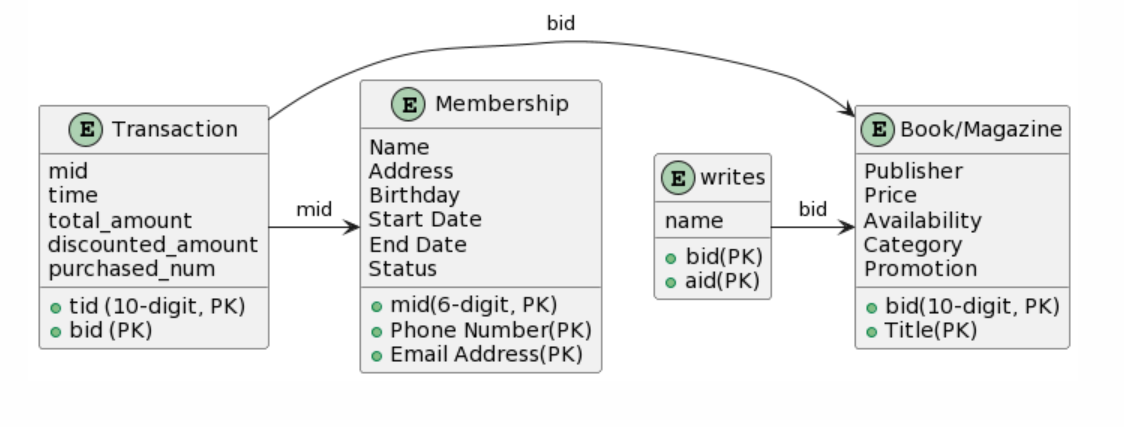 bid
E Transaction
mid
time
total_amount
discounted_amount
purchased_num
tid (10-digit, PK)
bid (PK)
mid
E Membership
Name
Address
Birthday
Start Date
End Date
Status
mid(6-digit, PK)
Phone Number(PK)
Email Address(PK)
E writes
name
bid(PK)
aid(PK)
bid
E Book/Magazine
Publisher
Price
Availability
Category
Promotion
bid(10-digit, PK)
Title(PK)